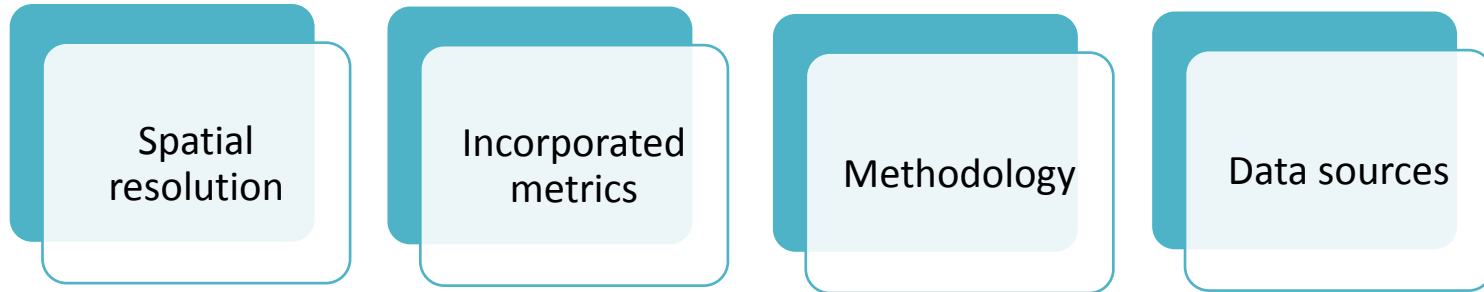 Spatial
resolution
Incorporated
metrics
Methodology
Data sources